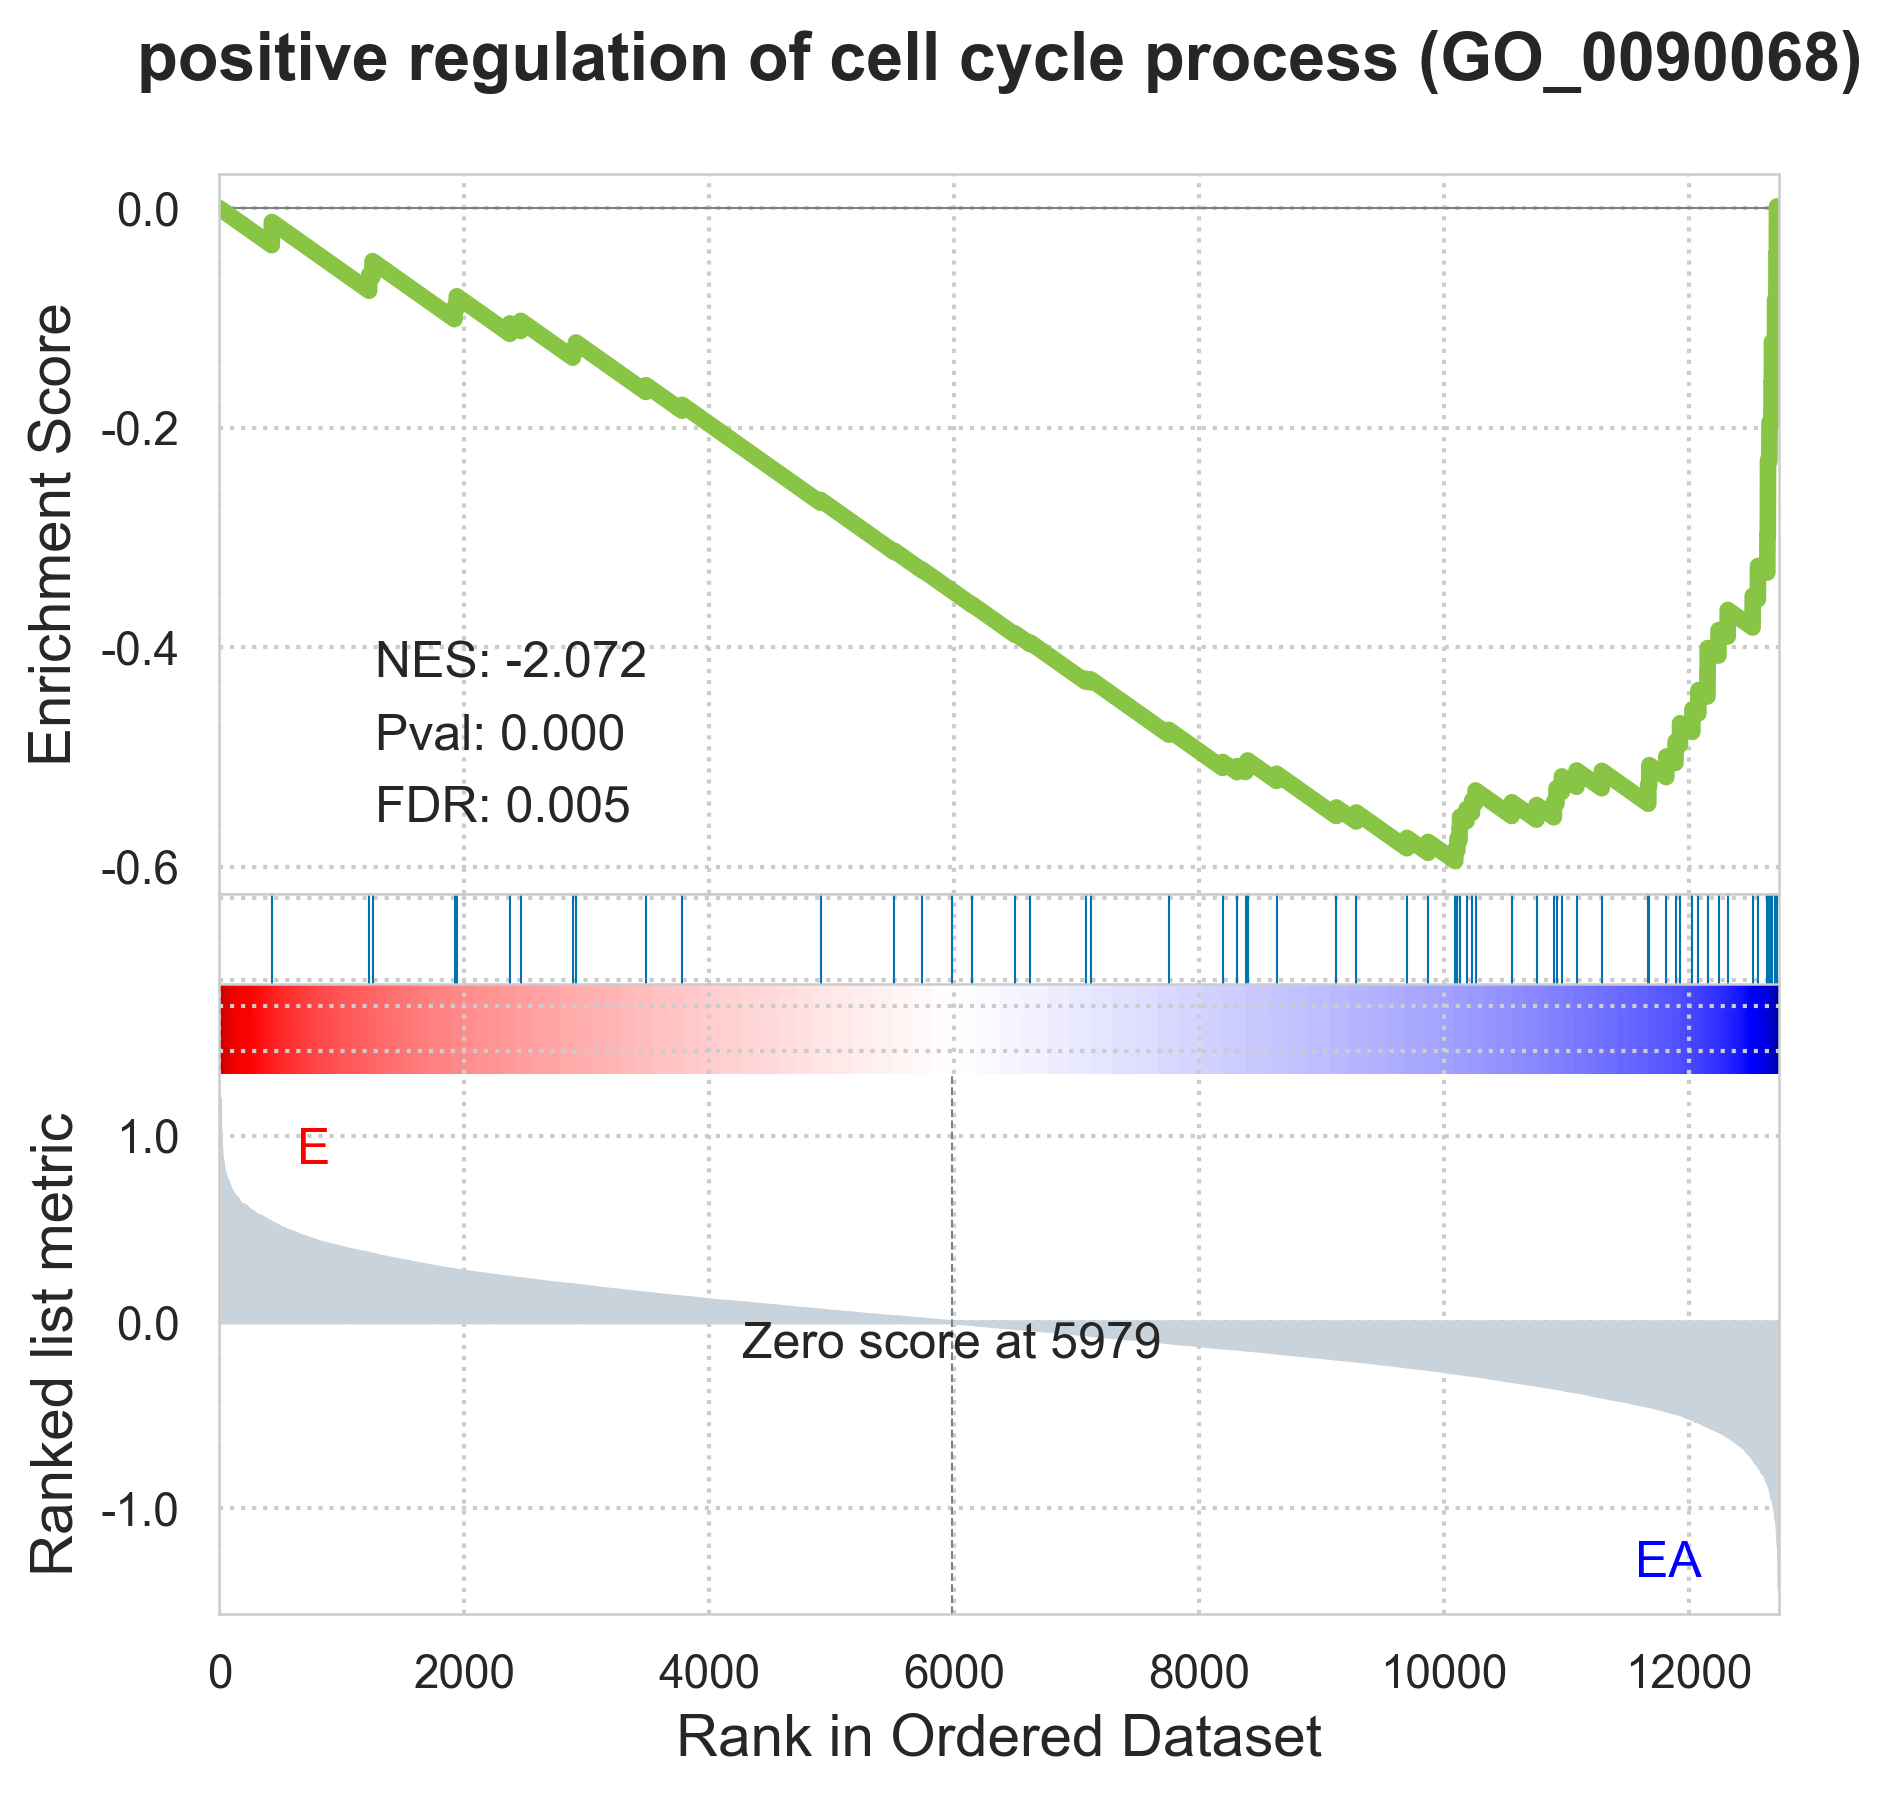 positive regulation of cell cycle process (GO_0090068)
Enrichment Score
0.0
-0.2
-0.4
-0.6
NES: -2.072
Pval: 0.000
FDR: 0.005
Ranked list metric
1.0
0.0
-1.0
E
Zero score at 5979
EA
0 2000 4000 6000 8000 10000 12000
Rank in Ordered Dataset